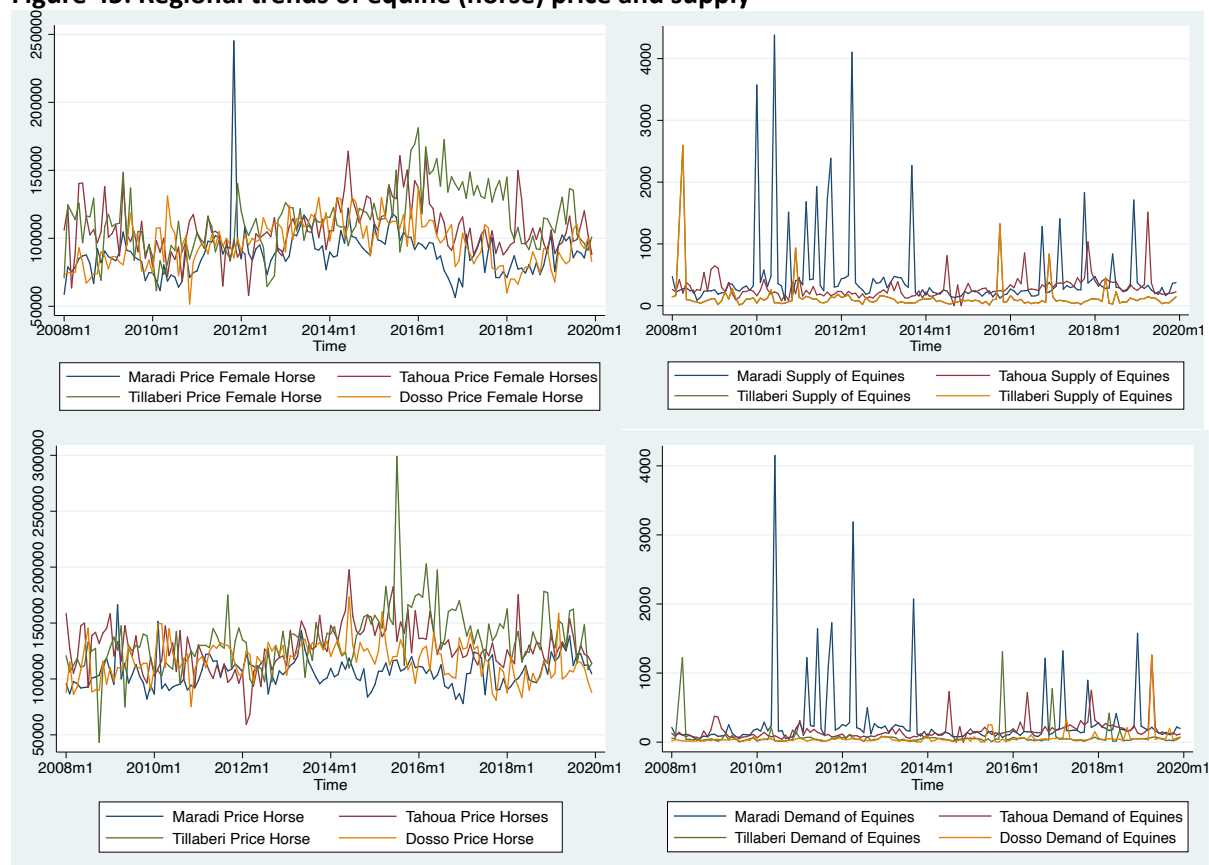 Figure Regional trends of equine (horse) price and supply
250000
200000
150000
100000
50000
2008m1 2010m1 2012m1 2014m1 2016m1 2018m1 2020m1
Time
Maradi Price Female Horse Tahoua Price Female Horses
Tillaberi Price Female Horse Dosso Price Female Horse
4000
3000
2000
1000
0
2008m1 2010m1 2012m1 2014m1 2016m1 2018m1 2020m1
Time
Maradi Supply of Equines Tahoua Supply of Equines
Tillaberi Supply of Equines Tillaberi Supply of Equines
300000
250000
200000
150000
100000
50000
2008m1 2010m1 2012m1 2014m1 2016m1 2018m1 2020m1
Time
Maradi Price Horse Tahoua Price Horses
Tillaberi Price Horse Dosso Price Horse
4000
3000
2000
1000
0
2008m1 2010m1 2012m1 2014m1 2016m1 2018m1 2020m1
Time
Maradi Demand of Equines Tahoua Demand of Equines
Tillaberi Demand of Equines Dosso Demand of Equines